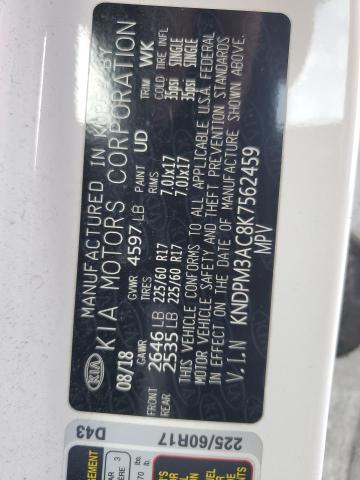 MANUFACTURED IN BY
KIA KIA MOTORS CORPORATION
08/18 GVWR 4597 LB PAINT UD TRIM WK
GAWR TIRES RIMS COLD TIRE INFL
FRONT 2646 LB 225/60 R17 7.0Jx17 35psi SINGLE
REAR 2535 LB 225/60 R17 7.0Jx17 35psi SINGLE
THIS VEHICLE CONFORMS TO ALL APPLICABLE U.S.A. FEDERAL
MOTOR VEHICLE SAFETY AND THEFT PREVENTION STANDARDS
IN EFFECT ON THE DATE OF MANUFACTURE SHOWN ABOVE.
V.I.N KNDPM3AC8K7562459
MPV
D43
225/60R17